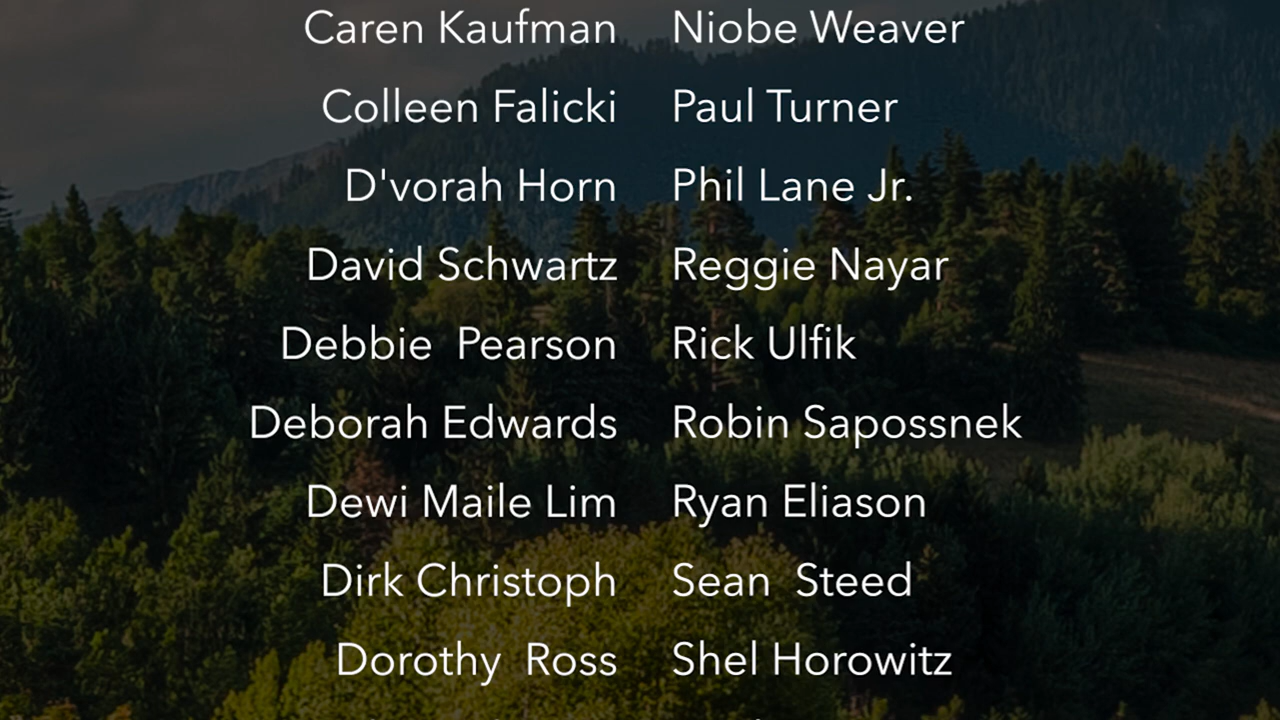 Caren Kaufman Niobe Weaver
Colleen Falicki Paul Turner
D'vorah Horn Phil Lane Jr.
David Schwartz Reggie Nayar
Debbie Pearson Rick Ulfik
Deborah Edwards Robin Sapossnek
Dewi Maile Lim Ryan Eliason
Dirk Christoph Sean Steed
Dorothy Ross Shel Horowitz